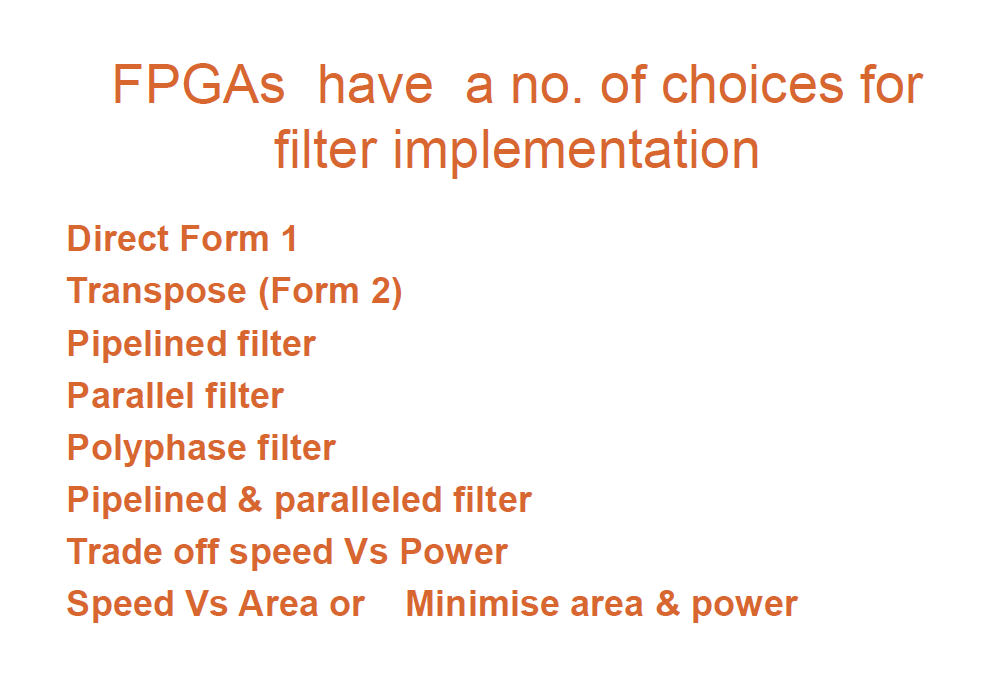 FPGAs have a no. of choices for
filter implementation
Direct Form 1
Transpose (Form 2)
Pipelined filter
Parallel filter
Polyphase filter
Pipelined & paralleled filter
Trade off speed Vs Power
Speed Vs Area or Minimise area & power